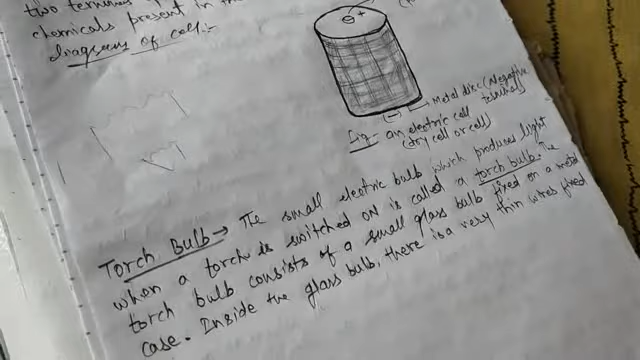 two
chemicals present in the
diagram of cell:-
+
Metal disc (Negative
terminal)
(-)
Fig- an electric cell
(dry cell or cell)
Torch Bulb→ The small electric bulb which produces light
when a torch is switched ON is called a torch bulb. The
torch bulb consists of a small glass bulb fixed on a metal
case. Inside the glass bulb, there is a very thin wires fixed